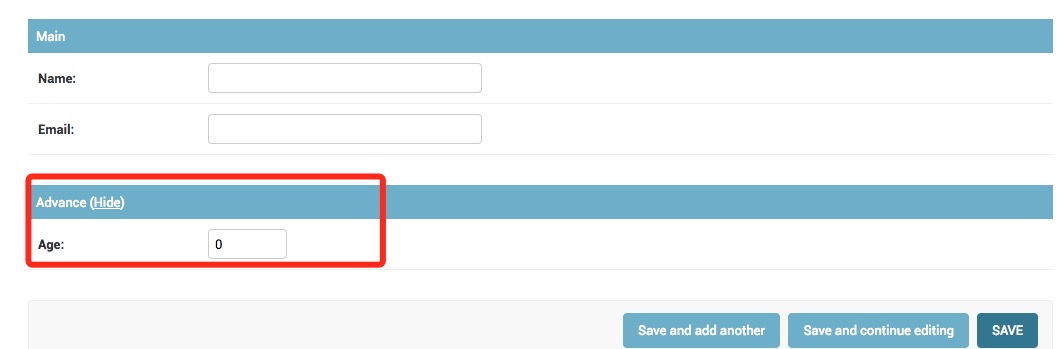 Main
Name:
Email:
Advance (Hide)
Age: 0
Save and add another Save and continue editing SAVE